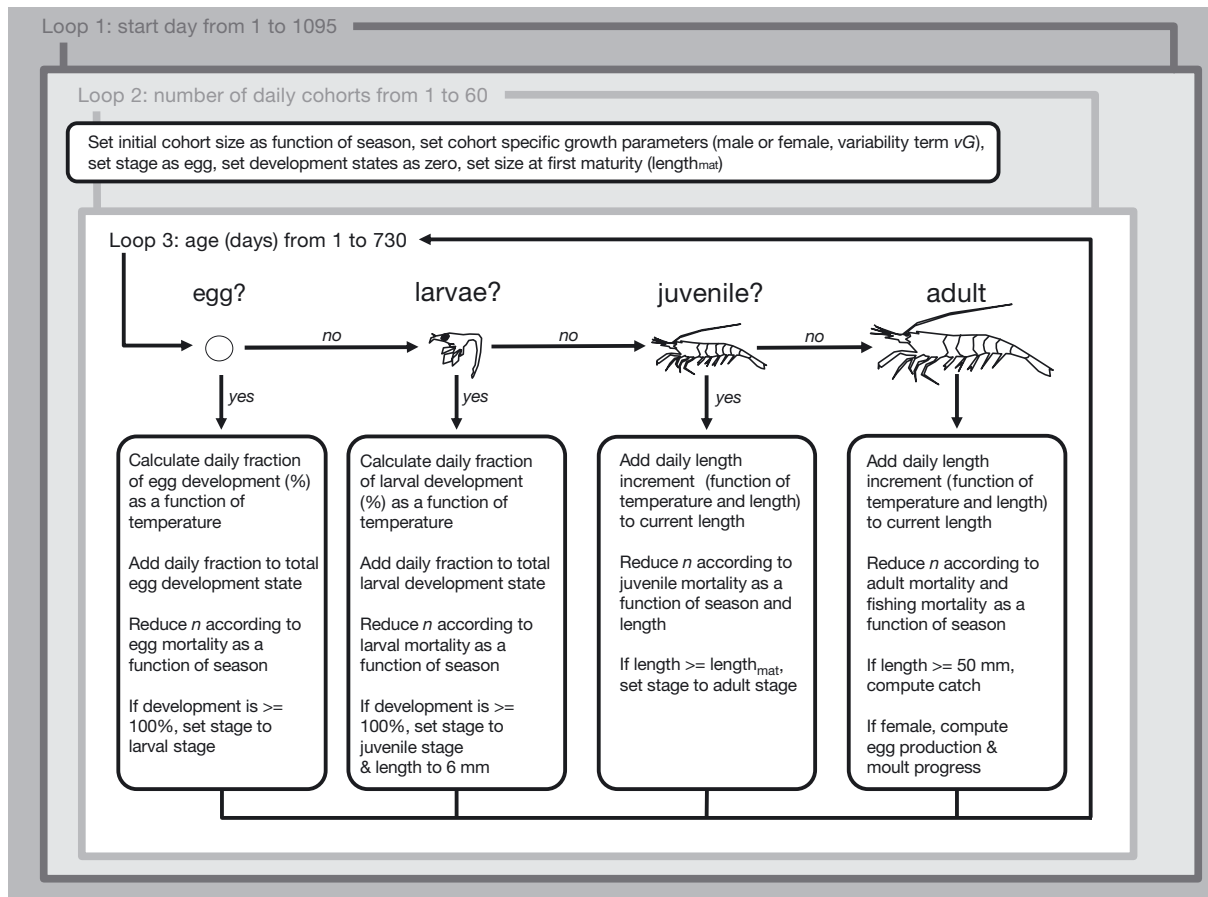 Loop 1: start day from 1 to 1095
Loop 2: number of daily cohorts from 1 to 60
Set initial cohort size as function of season, set cohort specific growth parameters (male or female, variability term vG),
set stage as egg, set development states as zero, set size at first maturity (lengthmat)
Loop 3: age (days) from 1 to 730
egg?
larvae?
juvenile?
adult
no
no
no
yes
yes
yes
Calculate daily fraction
of egg development (%)
as a function of
temperature
Add daily fraction to total
egg development state
Reduce n according to
egg mortality as a
function of season
If development is >=
100%, set stage to
larval stage
Calculate daily fraction
of larval development
(%) as a function of
temperature
Add daily fraction to total
larval development state
Reduce n according to
larval mortality as a
function of season
If development is >=
100%, set stage to
juvenile stage
& length to 6 mm
Add daily length
increment (function of
temperature and length)
to current length
Reduce n according to
juvenile mortality as a
function of season and
length
If length >= lengthmat,
set stage to adult stage
Add daily length
increment (function of
temperature and length)
to current length
Reduce n according to
adult mortality and
fishing mortality as a
function of season
If length >= 50 mm,
compute catch
If female, compute
egg production &
moult progress